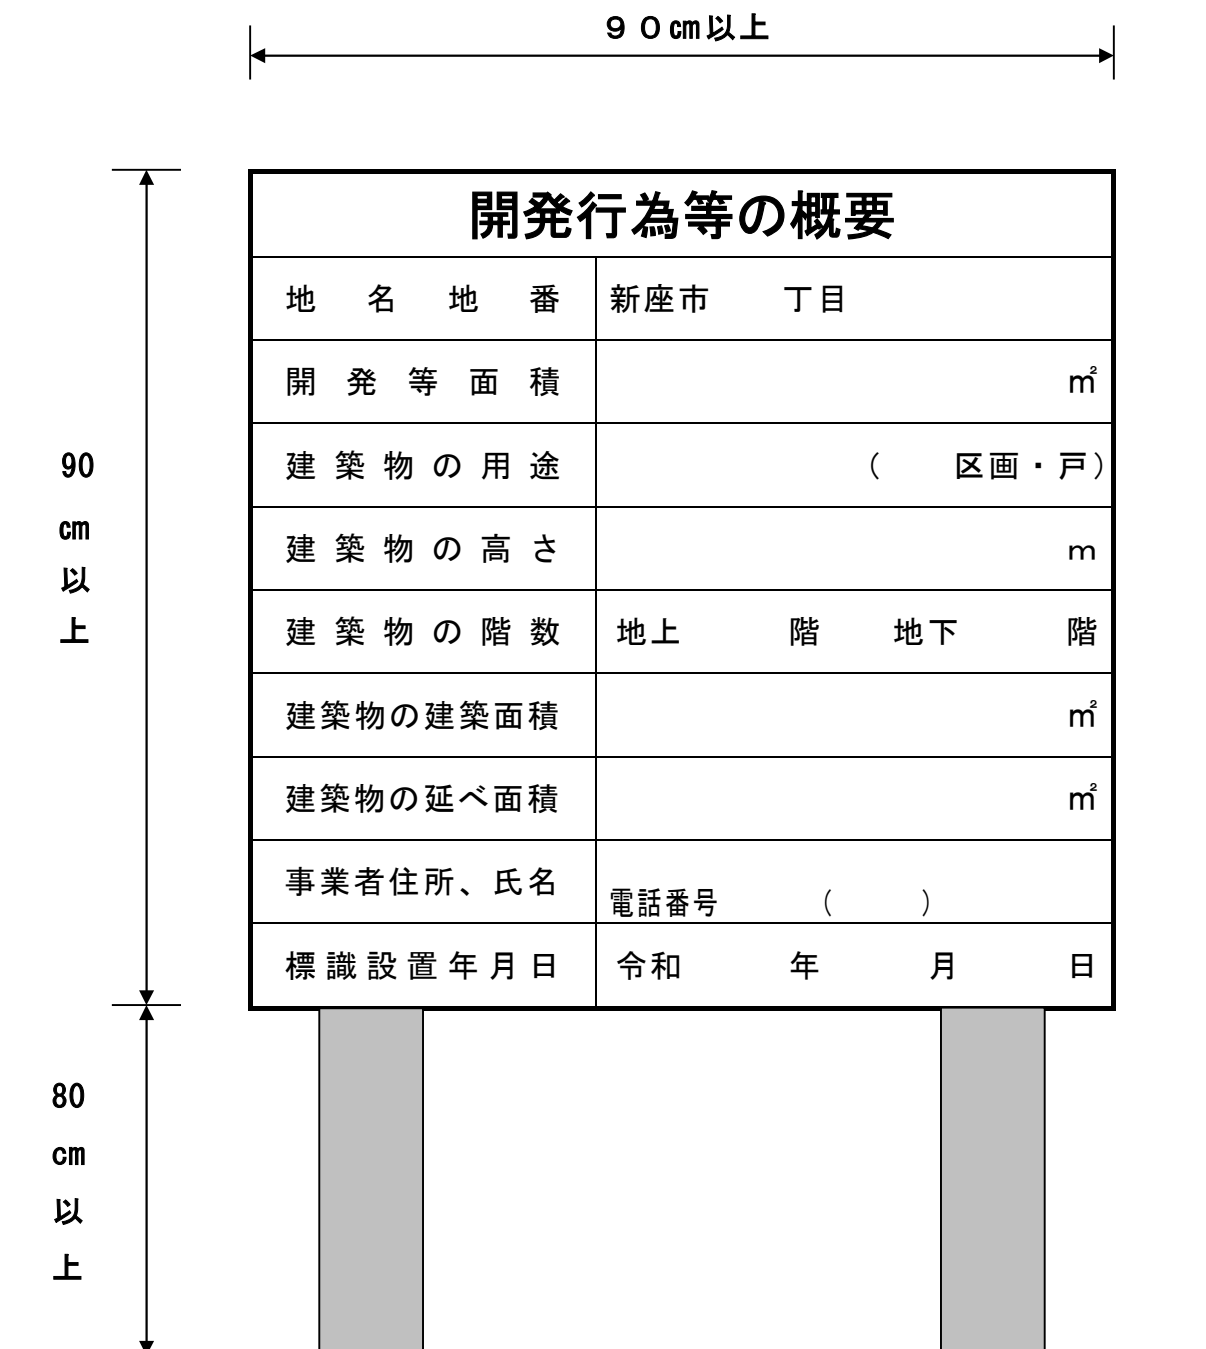 ９０㎝以上
開発行為等の概要
地名地番 新座市 丁目
開発等面積 ㎡
建築物の用途 （ 区画・戸）
建築物の高さ ｍ
建築物の階数 地上 階 地下 階
建築物の建築面積 ㎡
建築物の延べ面積 ㎡
事業者住所、氏名 電話番号 （ ）
標識設置年月日 令和 年 月 日
90
㎝
以
上
80
cm
以
上